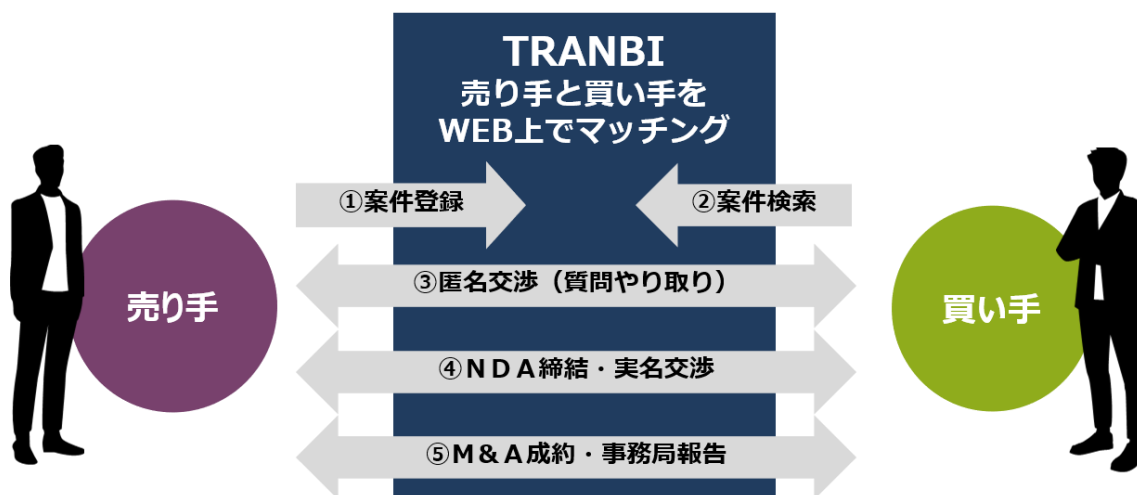 TRANBI
売り手と買い手を
WEB上でマッチング
①案件登録
②案件検索
③匿名交渉（質問やり取り）
売り手
買い手
④ＮＤＡ締結・実名交渉
⑤Ｍ＆Ａ成約・事務局報告